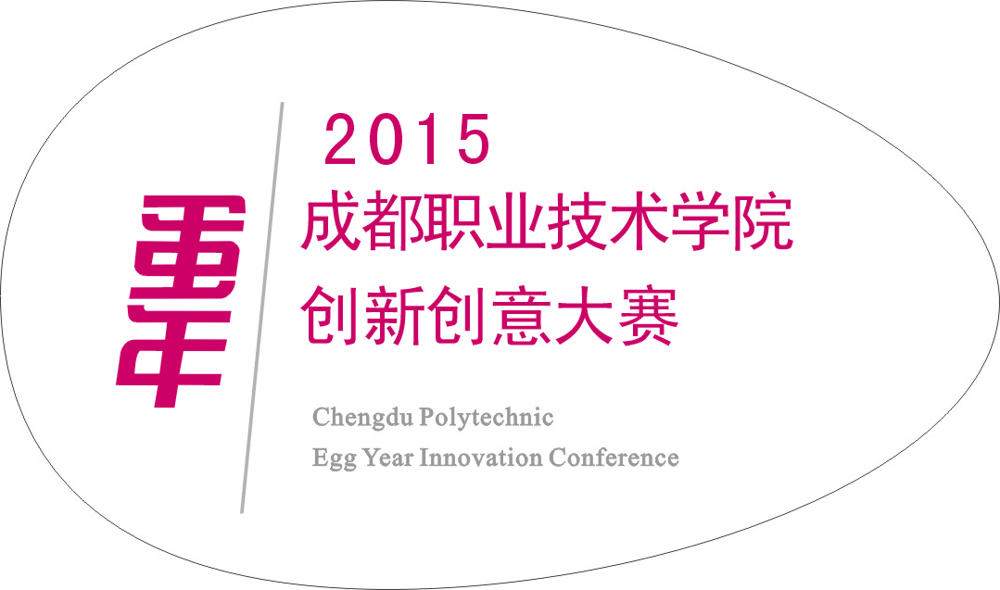 蛋年
2015
成都职业技术学院
创新创意大赛
Chengdu Polytechnic
Egg Year Innovation Conference